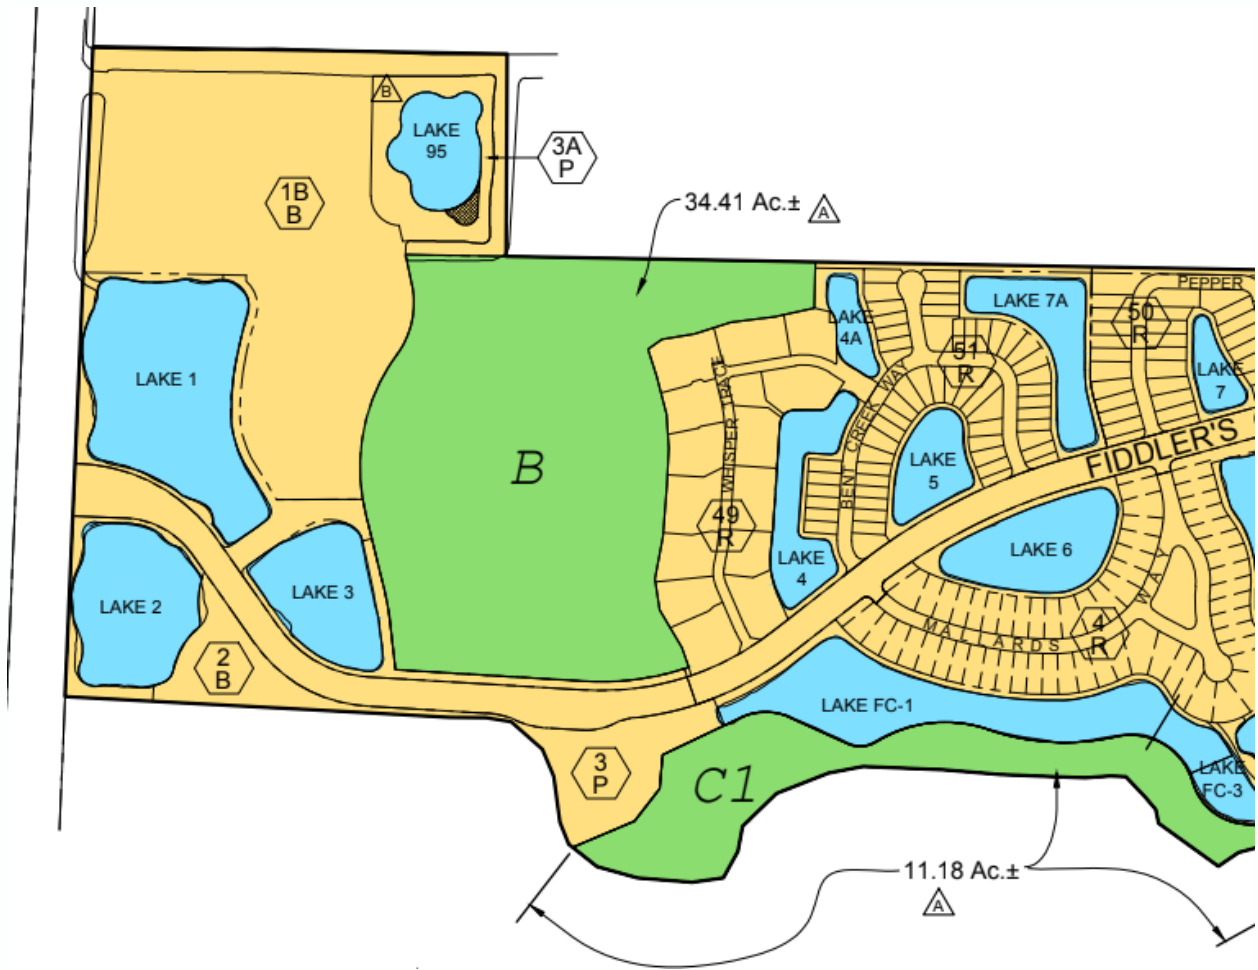 B
LAKE
95
3A
P
1B
B
34.41 Ac.±
A
LAKE 1
LAKE
4A
LAKE 7A
PEPPER
50
R
51
R
LAKE
7
WHISPER TRACE
BENT CREEK WAY
FIDDLER'S
LAKE
5
B
49
R
LAKE
4
LAKE 6
LAKE 2
LAKE 3
2
B
MALLARDS WAY
4
R
LAKE FC-1
3
P
C1
LAKE
FC-3
11.18 Ac.±
A